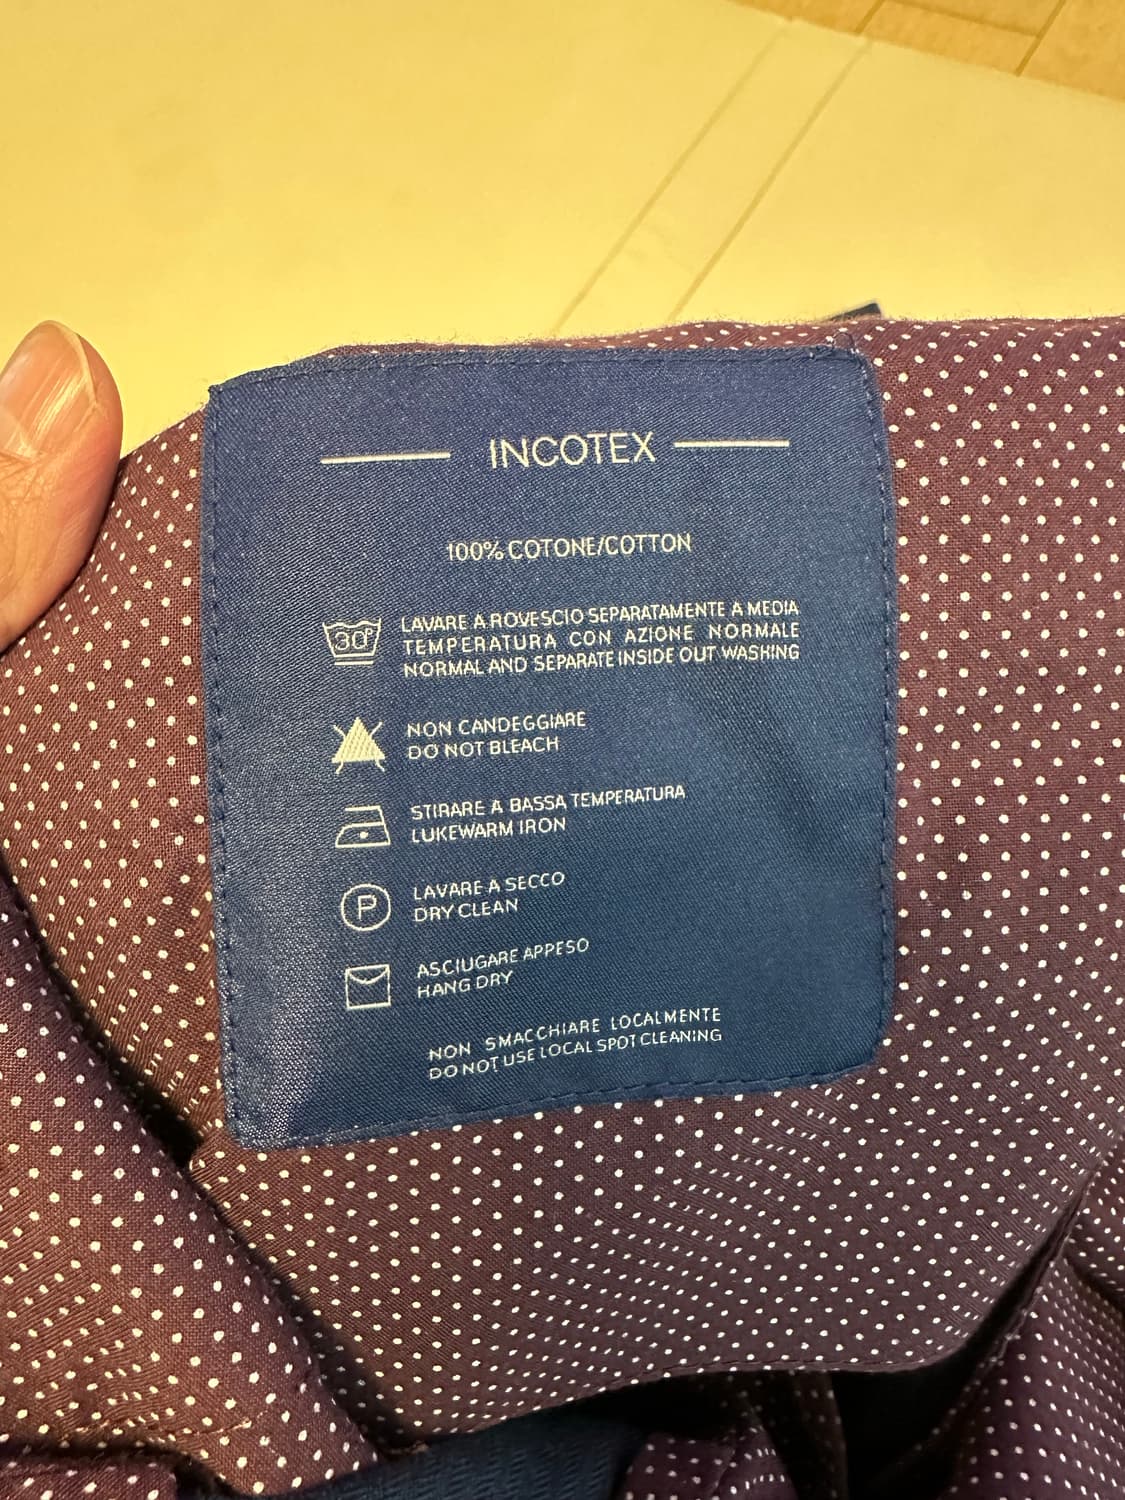 INCOTEX
100% COTONE/COTTON
30°
LAVARE A ROVESCIO SEPARATAMENTE A MEDIA
TEMPERATURA CON AZIONE NORMALE
NORMAL AND SEPARATE INSIDE OUT WASHING
NON CANDEGGIARE
DO NOT BLEACH
STIRARE A BASSA TEMPERATURA
LUKEWARM IRON
P
LAVARE A SECCO
DRY CLEAN
ASCIUGARE APPESO
HANG DRY
NON SMACCHIARE LOCALMENTE
DO NOT USE LOCAL SPOT CLEANING